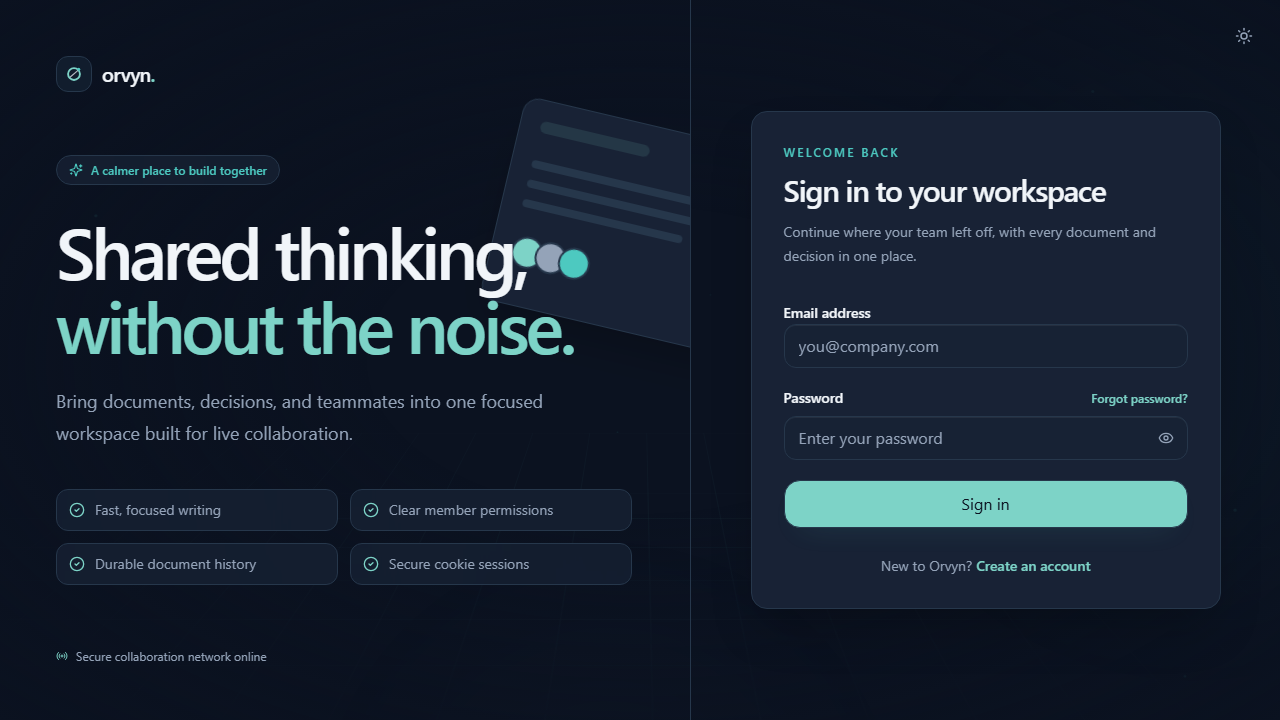 orvyn.
A calmer place to build together
Shared thinking,
without the noise.
Bring documents, decisions, and teammates into one focused
workspace built for live collaboration.
Fast, focused writing
Clear member permissions
Durable document history
Secure cookie sessions
Secure collaboration network online
WELCOME BACK
Sign in to your workspace
Continue where your team left off, with every document and
decision in one place.
Email address
you@company.com
Password
Forgot password?
Enter your password
Sign in
New to Orvyn? Create an account